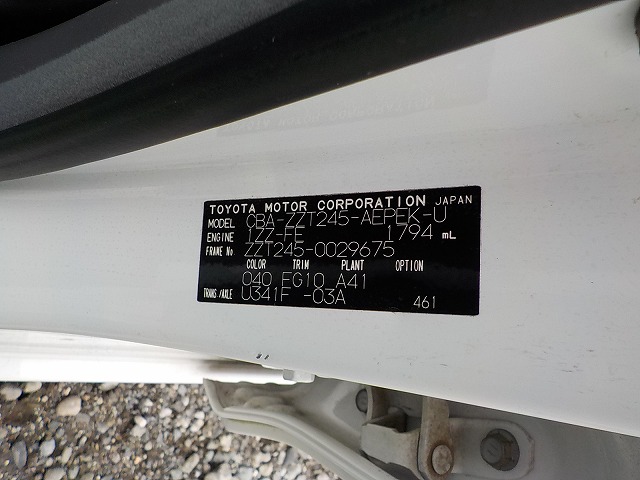 TOYOTA MOTOR CORPORATION JAPAN
MODEL CBA-ZZT245-AEPEK-U
ENGINE 1ZZ-FE 1794 mL
FRAME No ZZT245-0029675
COLOR TRIM PLANT OPTION
040 FG10 A41
TRANS./AXLE U341F -03A 461